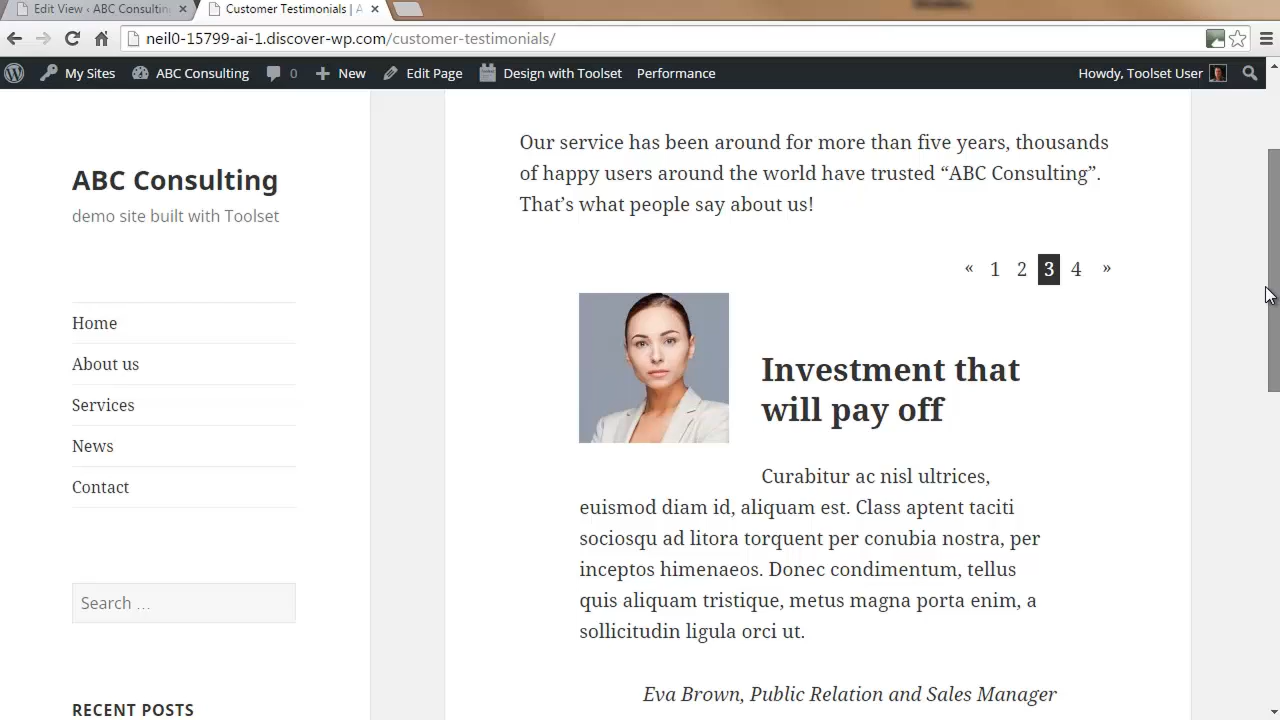 Edit View ‹ ABC Consulting
Customer Testimonials | A
neil0-15799-ai-1.discover-wp.com/customer-testimonials/
My Sites ABC Consulting 0 New Edit Page Design with Toolset Performance Howdy, Toolset User
ABC Consulting
demo site built with Toolset
Home
About us
Services
News
Contact
Search …
RECENT POSTS
Our service has been around for more than five years, thousands
of happy users around the world have trusted “ABC Consulting”.
That’s what people say about us!
« 1 2 3 4 »
Investment that
will pay off
Curabitur ac nisl ultrices,
euismod diam id, aliquam est. Class aptent taciti
sociosqu ad litora torquent per conubia nostra, per
inceptos himenaeos. Donec condimentum, tellus
quis aliquam tristique, metus magna porta enim, a
sollicitudin ligula orci ut.
Eva Brown, Public Relation and Sales Manager